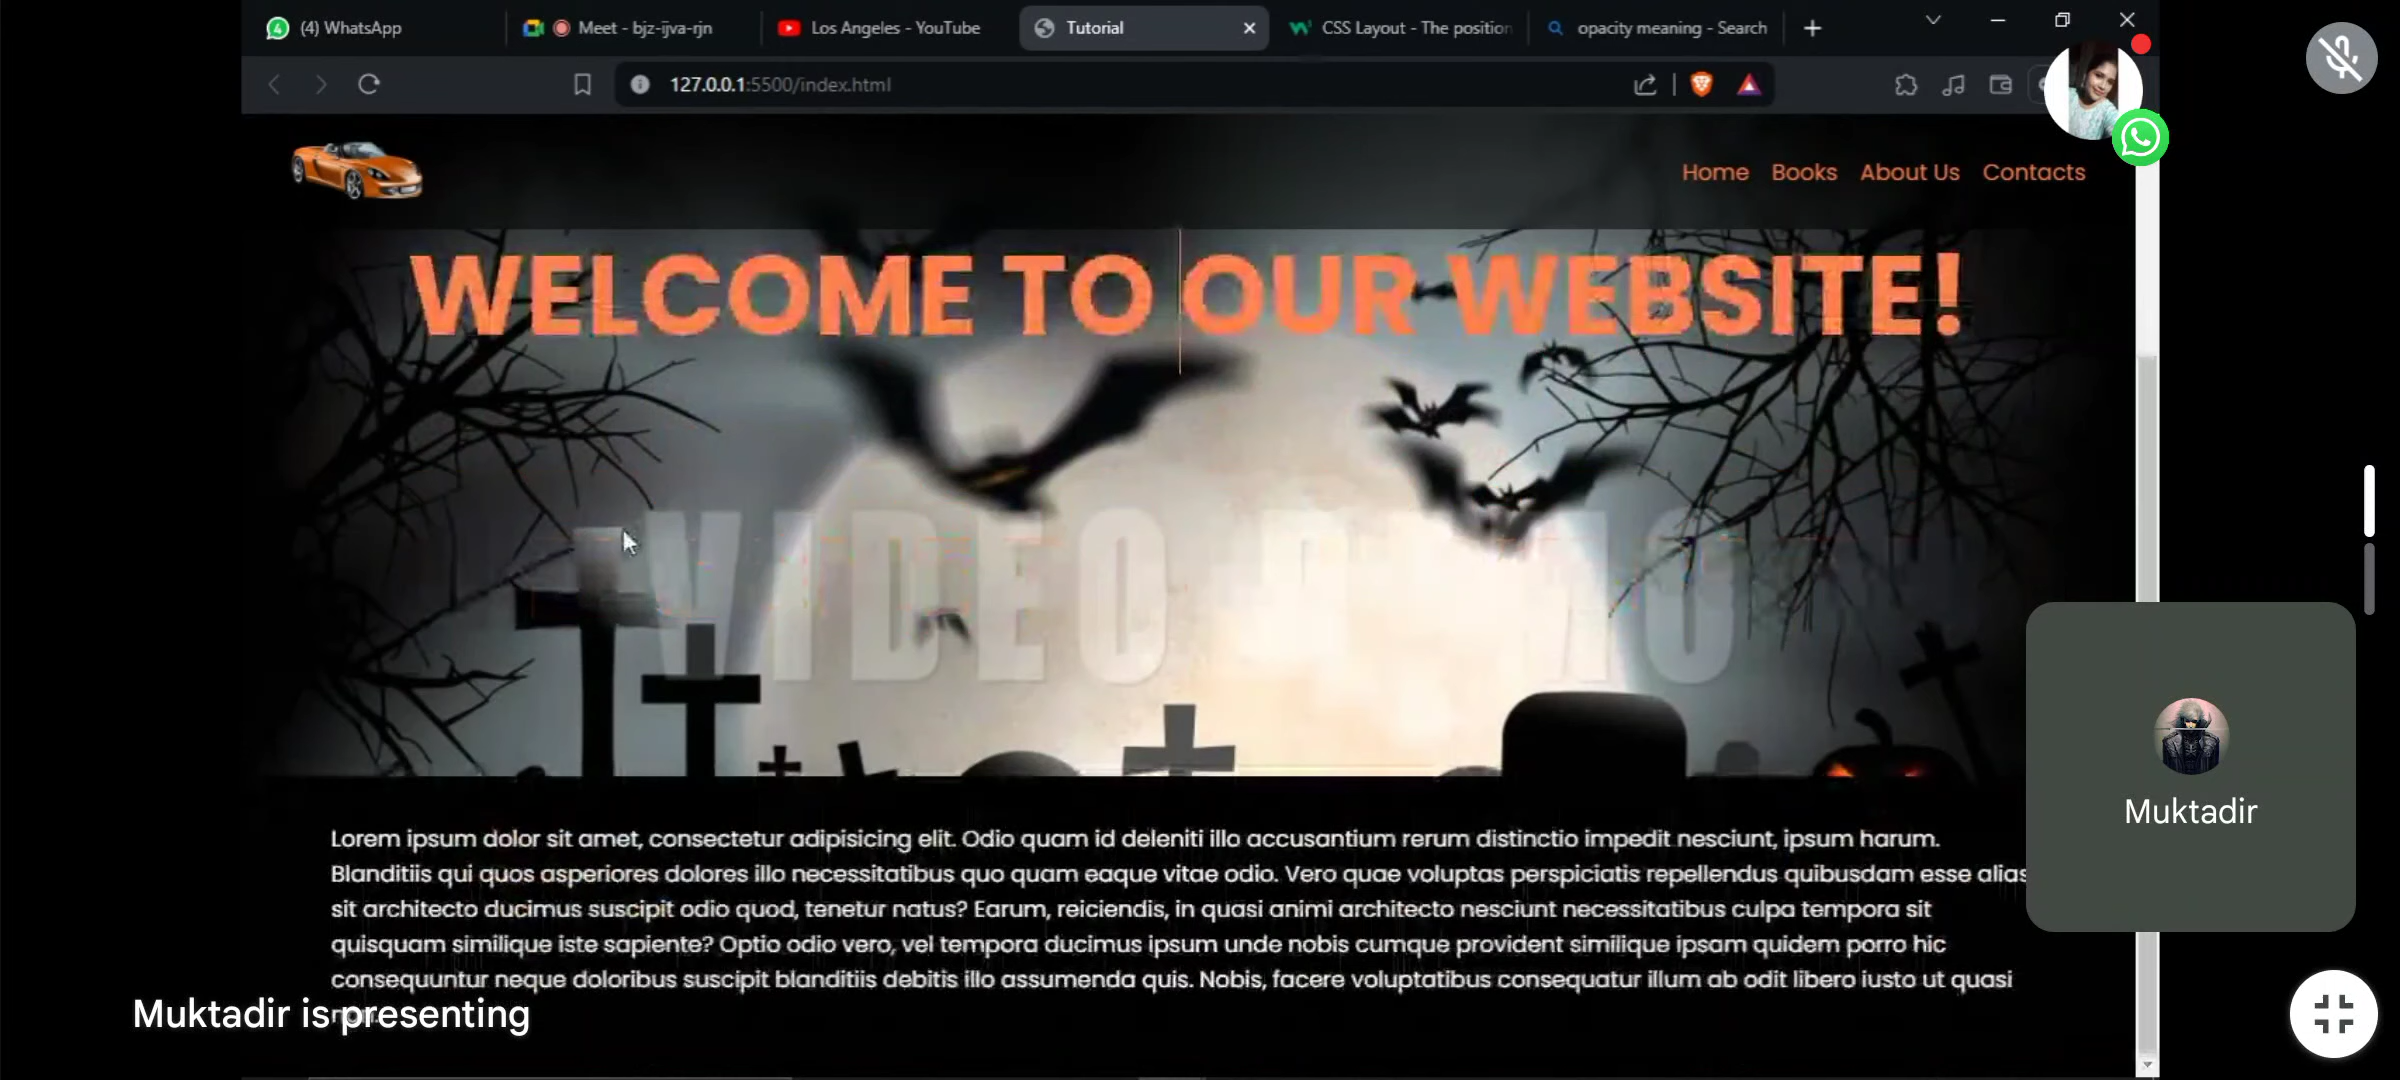 (4) WhatsApp
Meet - bjz-ijva-rjn
Los Angeles - YouTube
Tutorial
CSS Layout - The position
opacity meaning - Search
127.0.0.1:5500/index.html
Home Books About Us Contacts
WELCOME TO OUR WEBSITE!
VIDEO
Lorem ipsum dolor sit amet, consectetur adipisicing elit. Odio quam id deleniti illo accusantium rerum distinctio impedit nesciunt, ipsum harum.
Blanditiis qui quos asperiores dolores illo necessitatibus quo quam eaque vitae odio. Vero quae voluptas perspiciatis repellendus quibusdam esse alias
sit architecto ducimus suscipit odio quod, tenetur natus? Earum, reiciendis, in quasi animi architecto nesciunt necessitatibus culpa tempora sit
quisquam similique iste sapiente? Optio odio vero, vel tempora ducimus ipsum unde nobis cumque provident similique ipsam quidem porro hic
consequuntur neque doloribus suscipit blanditiis debitis illo assumenda quis. Nobis, facere voluptatibus consequatur illum ab odit libero iusto ut quasi
Muktadir is presenting
Muktadir